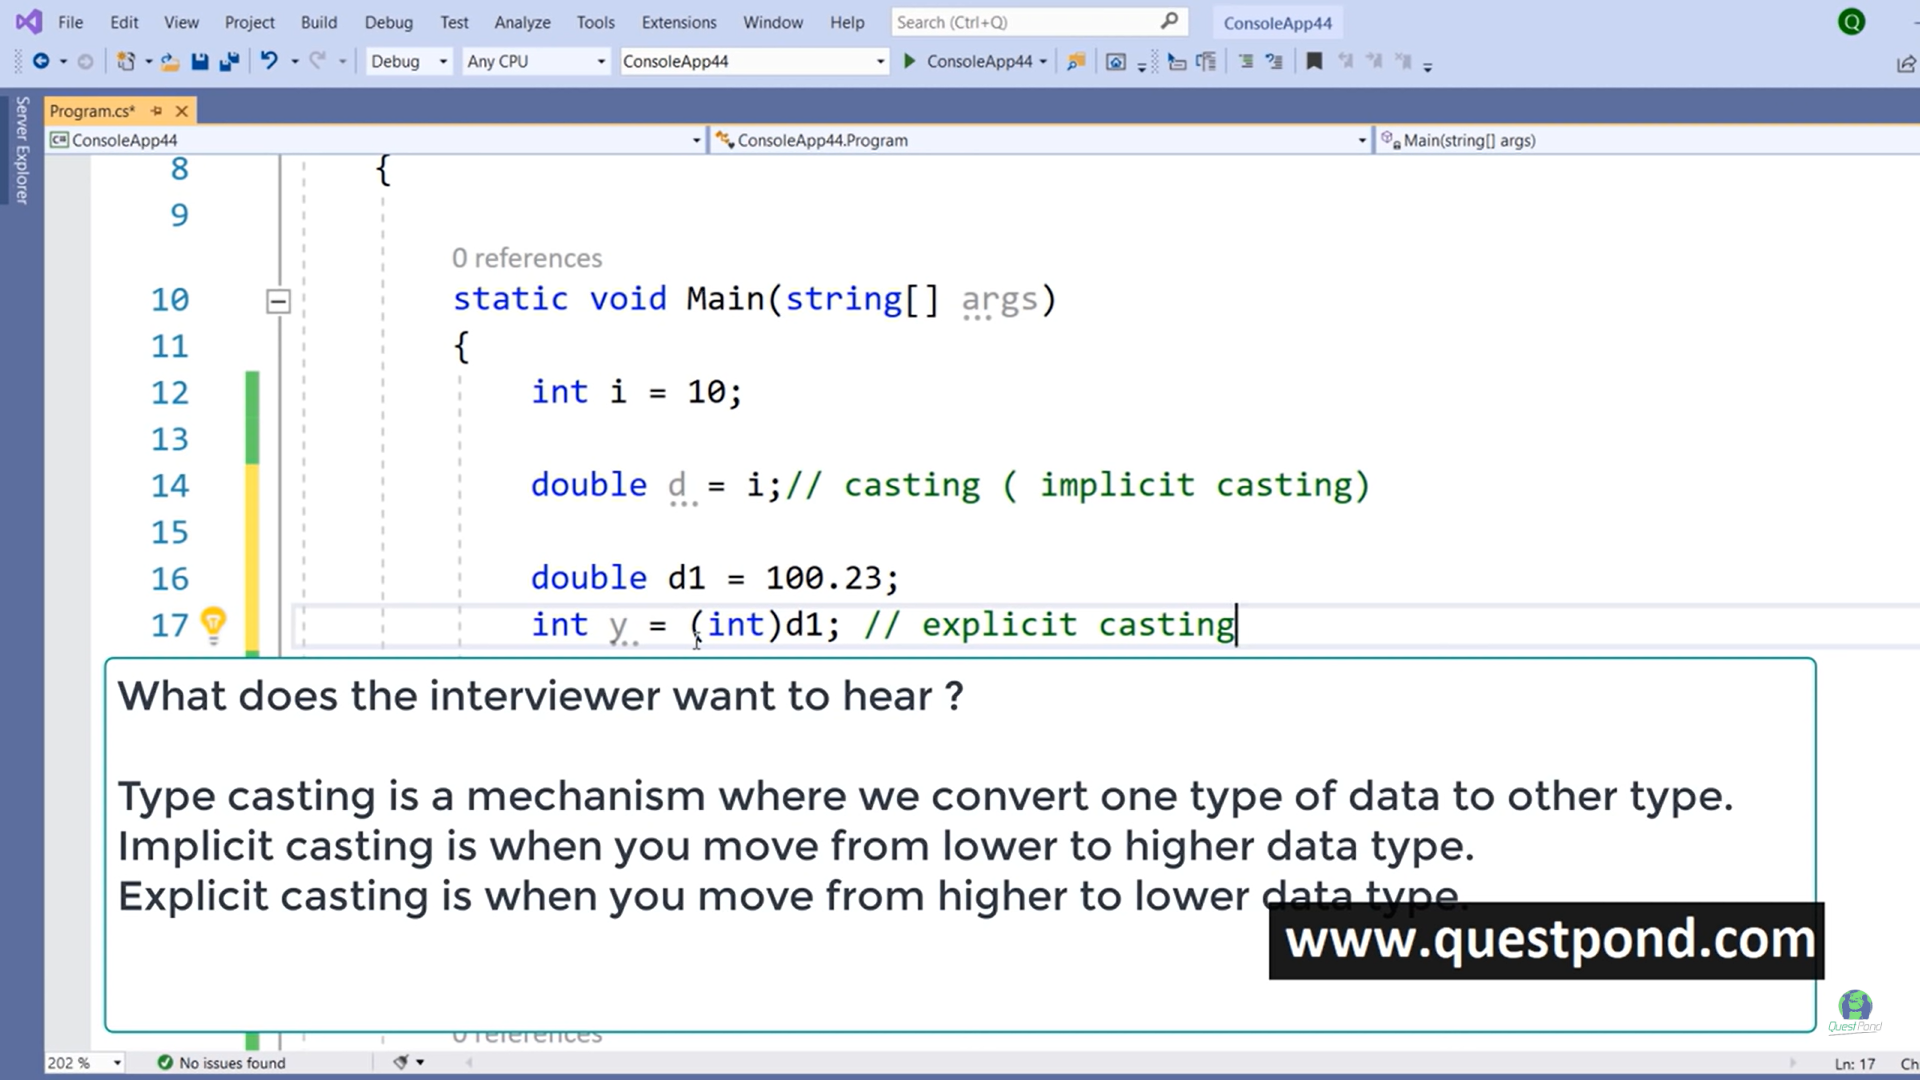 File Edit View Project Build Debug Test Analyze Tools Extensions Window Help Search (Ctrl+Q) ConsoleApp44 Q
Debug Any CPU ConsoleApp44 ConsoleApp44
Server Explorer
Program.cs*
ConsoleApp44 ConsoleApp44.Program Main(string[] args)
8 {
9
0 references
10 static void Main(string[] args)
11 {
12 int i = 10;
13
14 double d = i;// casting ( implicit casting)
15
16 double d1 = 100.23;
17 int y = (int)d1; // explicit casting
What does the interviewer want to hear ?
Type casting is a mechanism where we convert one type of data to other type.
Implicit casting is when you move from lower to higher data type.
Explicit casting is when you move from higher to lower data type.
www.questpond.com
QuestPond
0 references
202 % No issues found Ln: 17 Ch